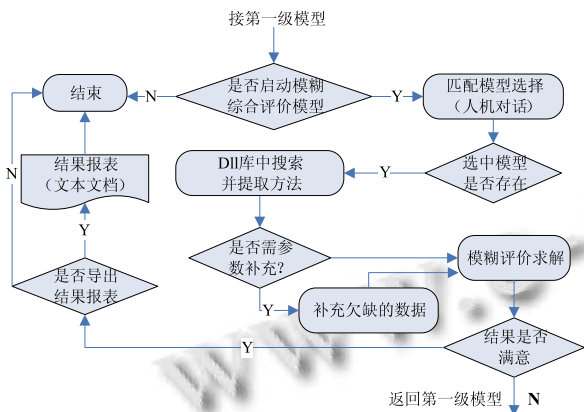 接第一级模型
结束
N
是否启动模糊
综合评价模型
Y
匹配模型选择
（人机对话）
N
结果报表
（文本文档）
Dll库中搜索
并提取方法
Y
选中模型
是否存在
Y
是否需参
数补充？
模糊评价求解
是否导出
结果报表
Y
补充欠缺的数据
Y
结果是否
满意
返回第一级模型 N